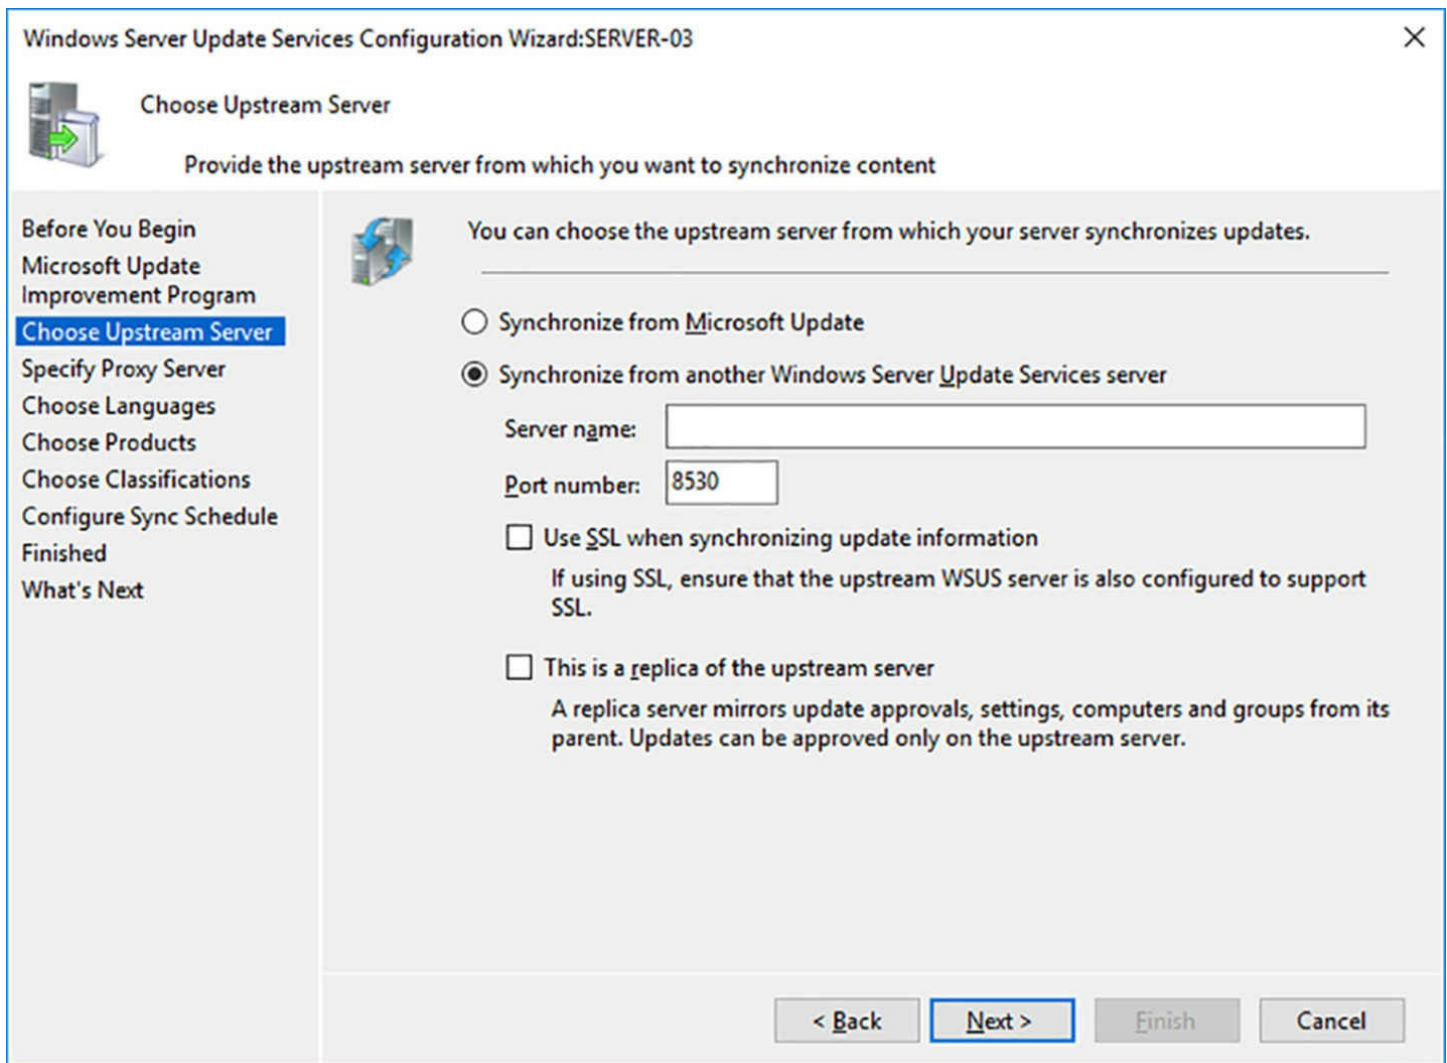 Windows Server Update Services Configuration Wizard:SERVER-03
Choose Upstream Server
Provide the upstream server from which you want to synchronize content
Before You Begin
Microsoft Update
Improvement Program
Choose Upstream Server
Specify Proxy Server
Choose Languages
Choose Products
Choose Classifications
Configure Sync Schedule
Finished
What's Next
You can choose the upstream server from which your server synchronizes updates.
Synchronize from Microsoft Update
Synchronize from another Windows Server Update Services server
Server name:
Port number: 8530
Use SSL when synchronizing update information
If using SSL, ensure that the upstream WSUS server is also configured to support
SSL.
This is a replica of the upstream server
A replica server mirrors update approvals, settings, computers and groups from its
parent. Updates can be approved only on the upstream server.
< Back Next > Finish Cancel